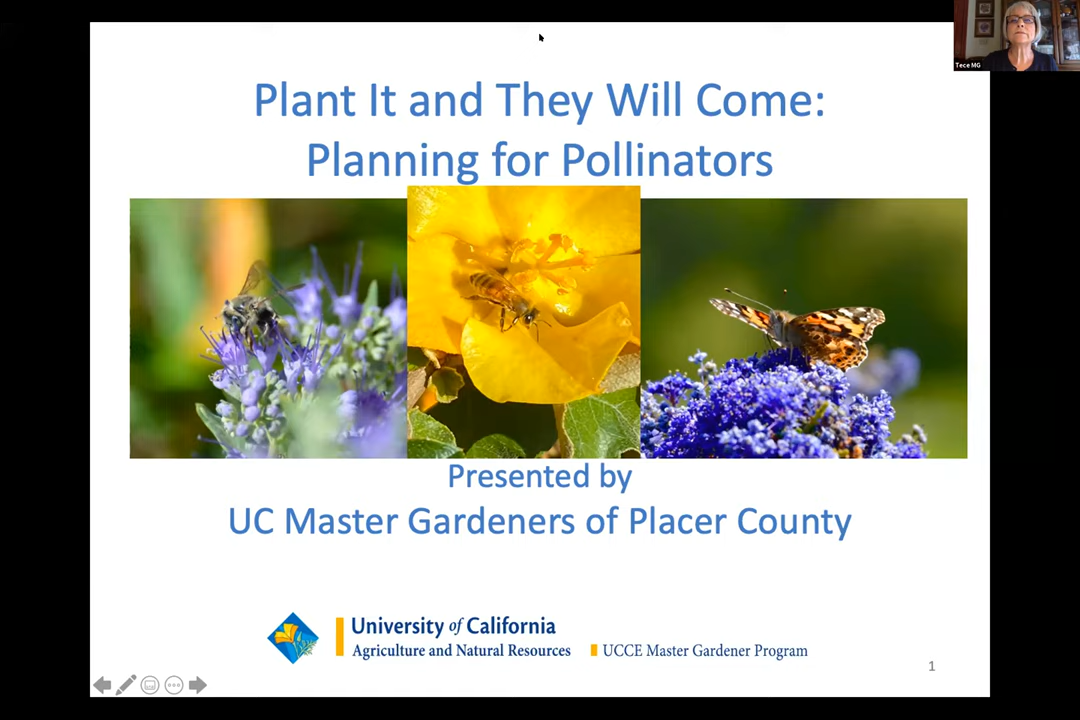 Tece MG
Plant It and They Will Come:
Planning for Pollinators
Presented by
UC Master Gardeners of Placer County
University of California
Agriculture and Natural Resources
UCCE Master Gardener Program
1